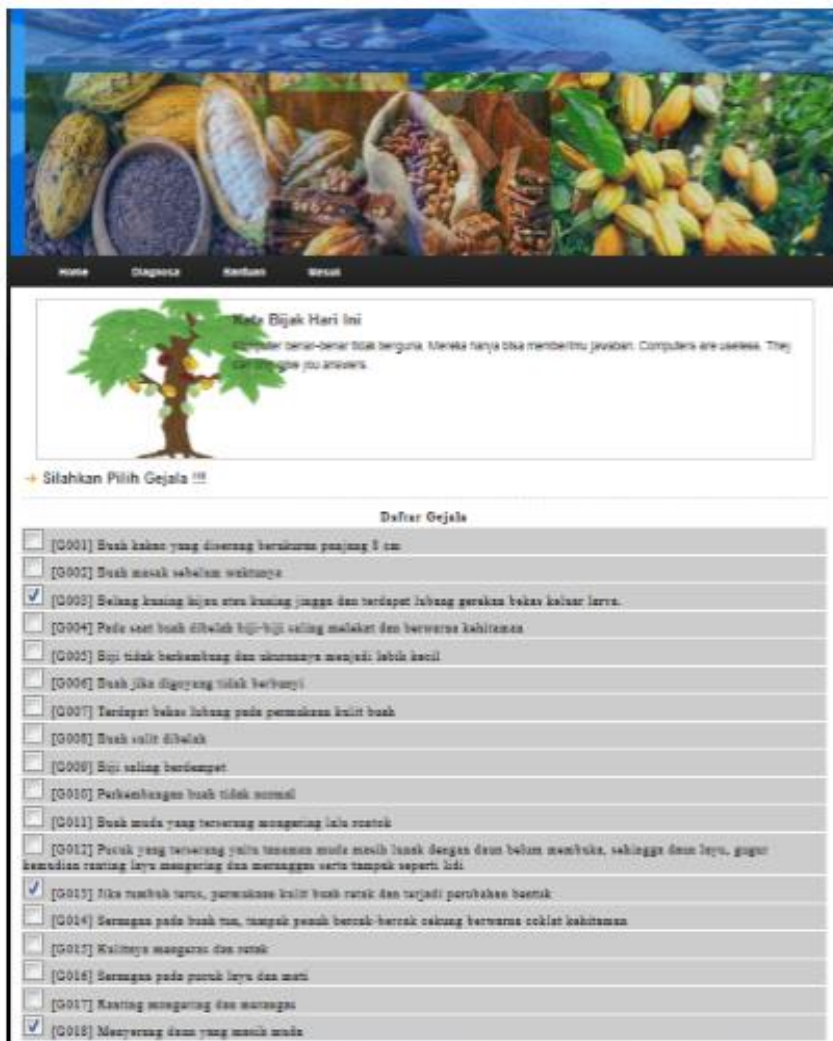 Home Diagnosa Bantuan Masuk
Kata Bijak Hari Ini
Komputer benar-benar tidak berguna. Mereka hanya bisa memberitmu jawaban. Computers are useless. They
can only give you answers.
Silahkan Pilih Gejala !!!
Daftar Gejala
[G001] Buah kakao yang diserang berukuran panjang 8 cm
[G002] Buah masak sebelum waktunya
[G003] Belang kuning hijau atau kuning jingga dan terdapat lubang gerekan bekas keluar larva.
[G004] Pada saat buah dibelah biji-biji saling melekat dan berwarna kehitaman
[G005] Biji tidak berkembang dan ukurannya menjadi lebih kecil
[G006] Buah jika digoyang tidak berbunyi
[G007] Terdapat bekas lubang pada permukaan kulit buah
[G008] Buah sulit dibelah
[G009] Biji saling berdempet
[G010] Perkembangan buah tidak normal
[G011] Buah muda yang terserang mengering lalu rontok
[G012] Pucuk yang terserang yaitu tanaman muda masih lunak dengan daun belum membuka, sehingga daun layu, gugur
kemudian ranting layu mengering dan meranggas serta tampak seperti lidi
[G013] Jika tumbuh terus, permukaan kulit buah retak dan terjadi perubahan bentuk
[G014] Serangan pada buah tua, tampak penuh bercak-bercak cekung berwarna coklat kehitaman
[G015] Kulitnya mengeras dan retak
[G016] Serangan pada pucuk layu dan mati
[G017] Ranting mengering dan merangas
[G018] Menyerang daun yang masih muda